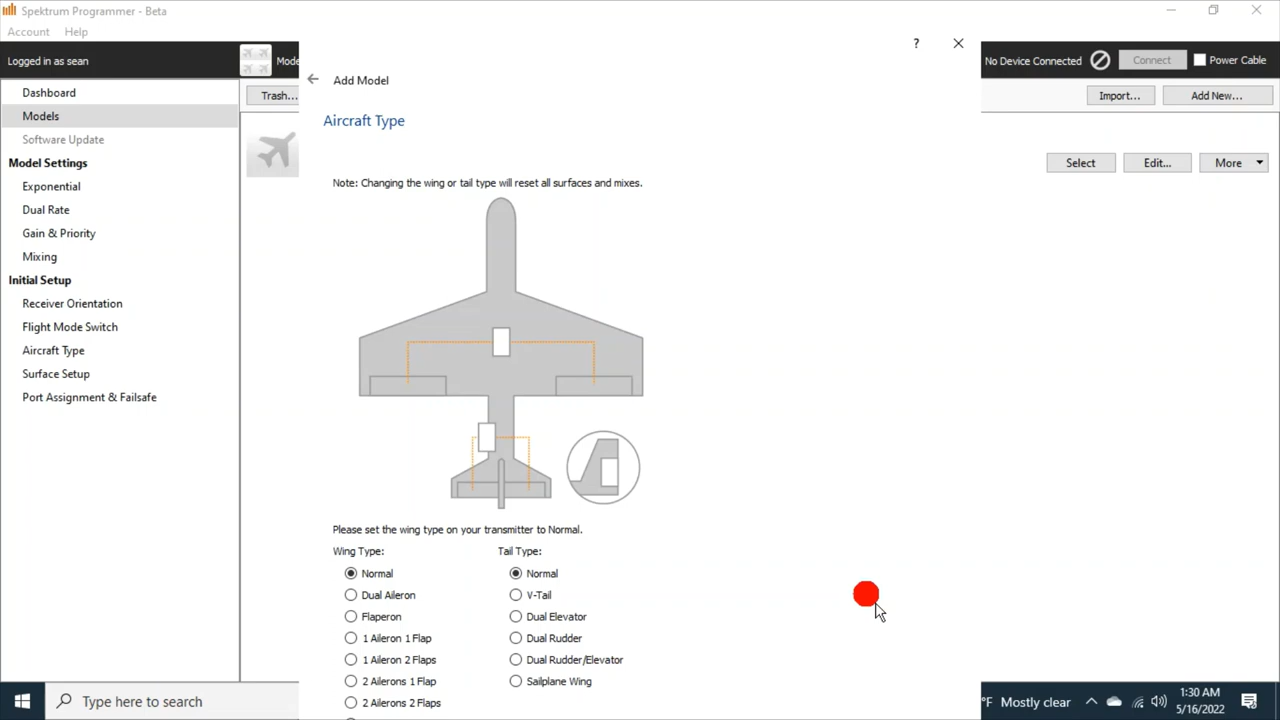 Spektrum Programmer - Beta
Account Help
Logged in as sean
No Device Connected
Connect
Power Cable
Dashboard
Models
Software Update
Model Settings
Exponential
Dual Rate
Gain & Priority
Mixing
Initial Setup
Receiver Orientation
Flight Mode Switch
Aircraft Type
Surface Setup
Port Assignment & Failsafe
Trash...
Import...
Add New...
Select
Edit...
More
?
Add Model
Aircraft Type
Note: Changing the wing or tail type will reset all surfaces and mixes.
Please set the wing type on your transmitter to Normal.
Wing Type:
Normal
Dual Aileron
Flaperon
1 Aileron 1 Flap
1 Aileron 2 Flaps
2 Ailerons 1 Flap
2 Ailerons 2 Flaps
Tail Type:
Normal
V-Tail
Dual Elevator
Dual Rudder
Dual Rudder/Elevator
Sailplane Wing
Type here to search
°F Mostly clear
1:30 AM
5/16/2022